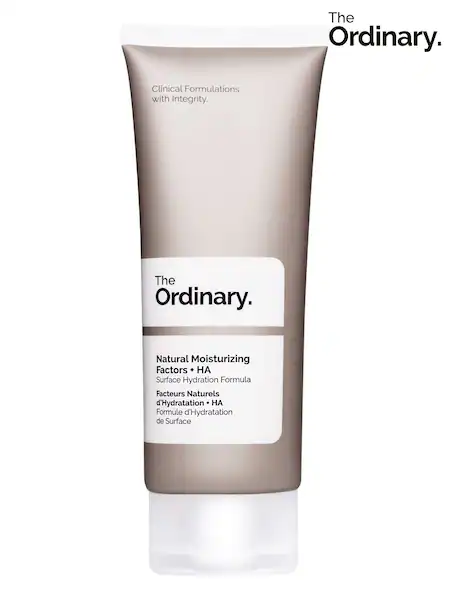 The
Ordinary.
Clinical Formulations
with Integrity.
The
Ordinary.
Natural Moisturizing
Factors + HA
Surface Hydration Formula
Facteurs Naturels
d'Hydratation + HA
Formule d'Hydratation
de Surface